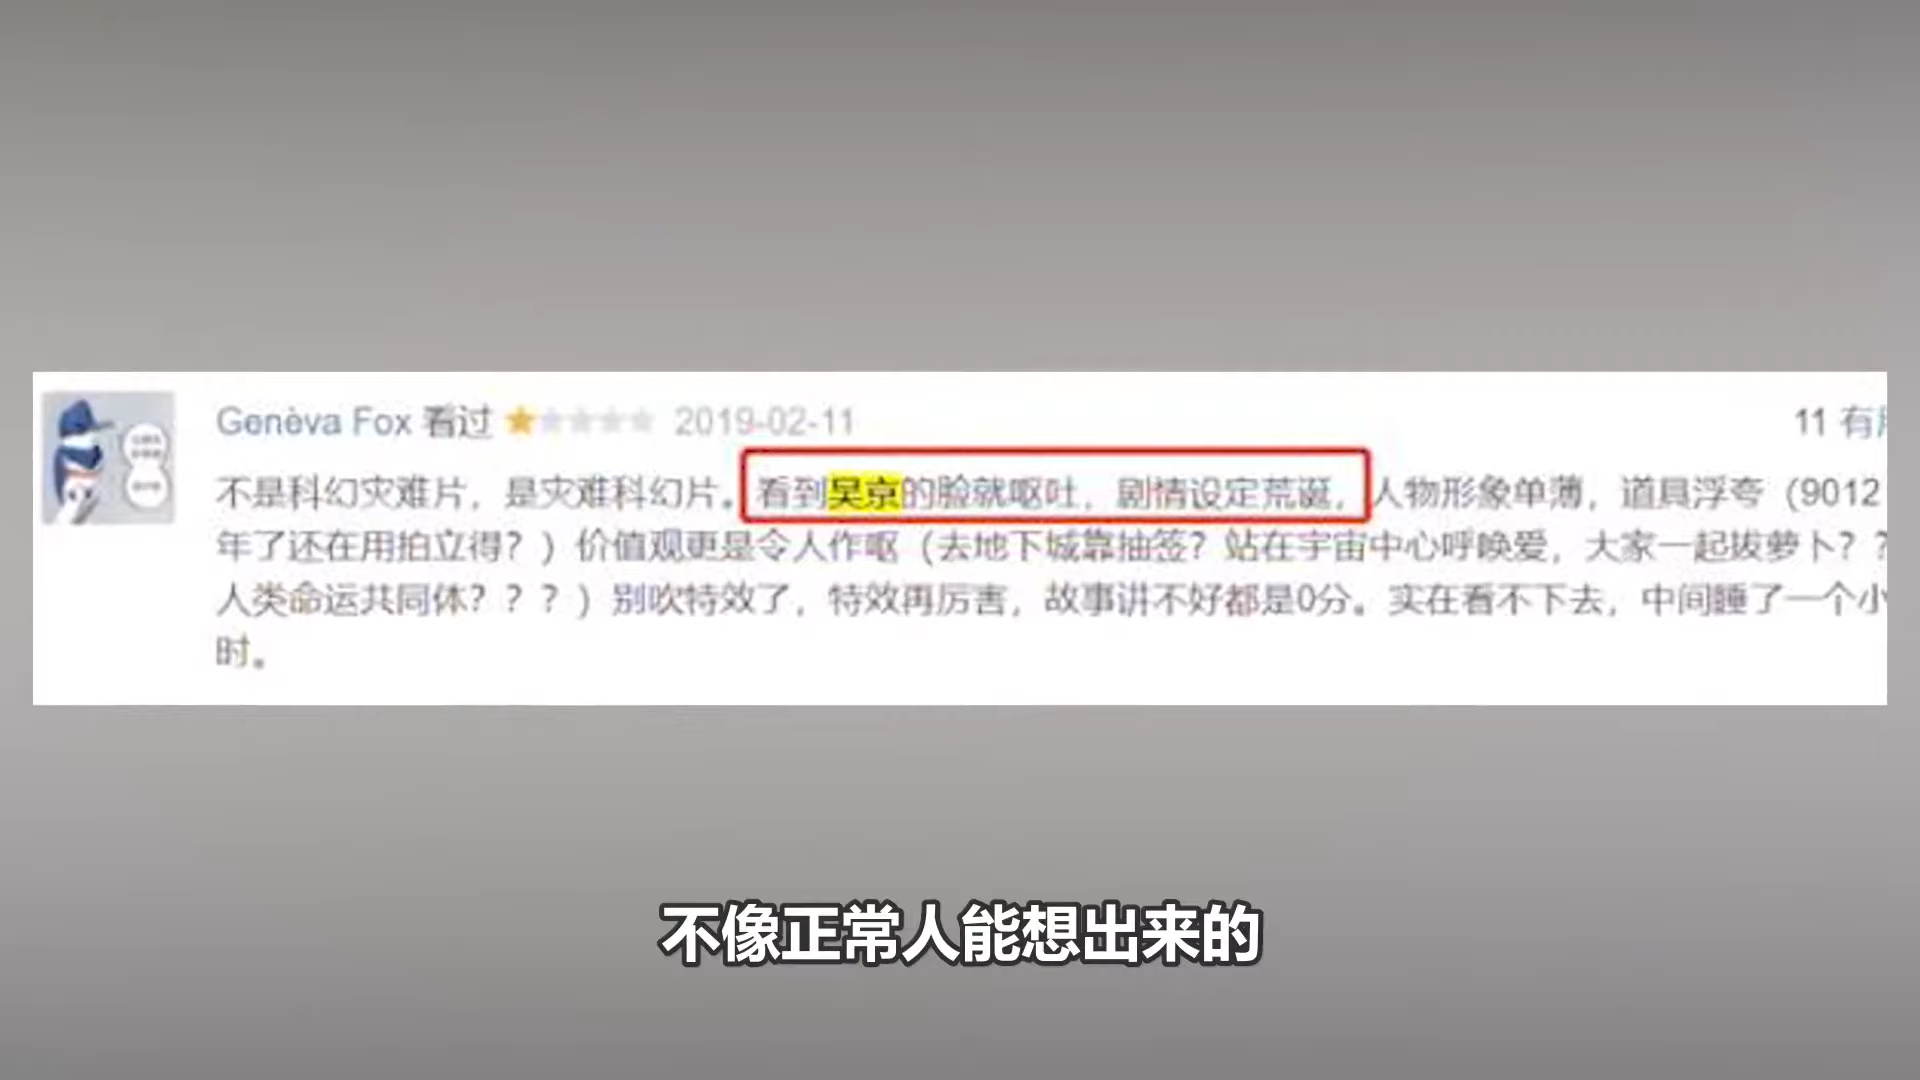 Genèva Fox 看过 2019-02-11 11 有
不是科幻灾难片，是灾难科幻片。看到吴京的脸就呕吐，剧情设定荒诞，人物形象单薄，道具浮夸（9012
年了还在用拍立得？）价值观更是令人作呕（去地下城靠抽签？站在宇宙中心呼唤爱，大家一起拔萝卜？？
人类命运共同体？？？）别吹特效了，特效再厉害，故事讲不好都是0分。实在看不下去，中间睡了一个小
时。
不像正常人能想出来的